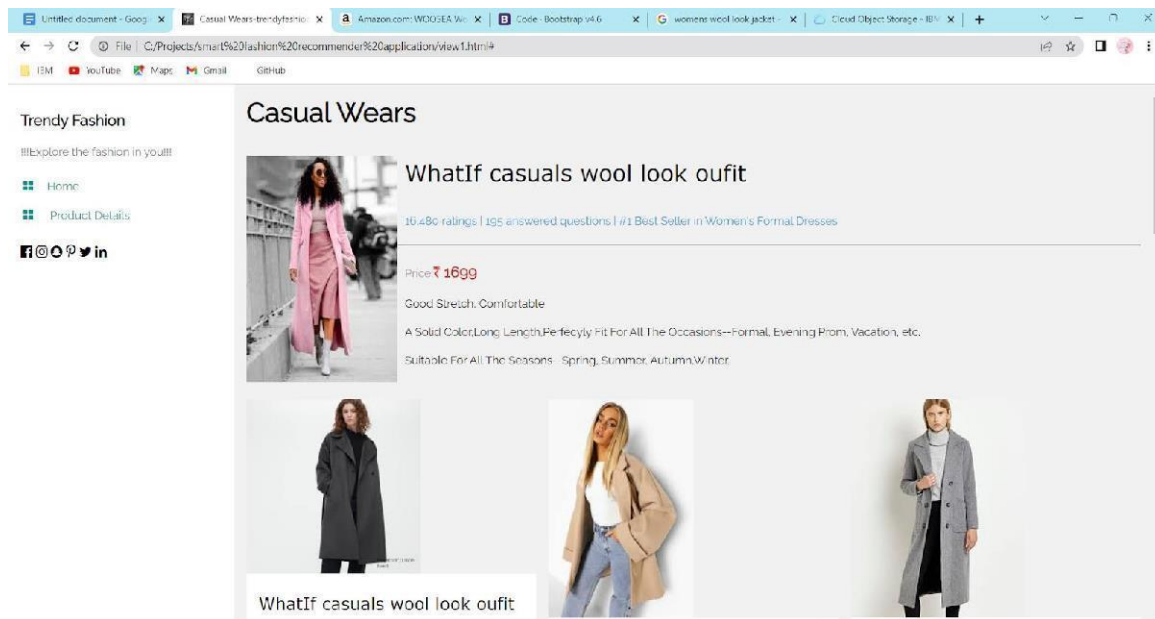 Untitled document - Goog
Casual Wears-trendyfashio
Amazon.com: WOOSEA Wo
Code - Bootstrap v4.6
womens wool look jacket -
Cloud Object Storage - IBM
File
C:/Projects/smart%20fashion%20recommender%20application/view1.html#
IBM
YouTube
Maps
Gmail
GitHub
Trendy Fashion
!!!Explore the fashion in you!!!
Home
Product Details
Casual Wears
WhatIf casuals wool look oufit
16,480 ratings | 195 answered questions | #1 Best Seller in Women's Formal Dresses
Price:₹ 1699
Good Stretch, Comfortable
A Solid Color,Long Length,Perfecyly Fit For All The Occasions--Formal, Evening Prom, Vacation, etc.
Suitable For All The Seasons- Spring, Summer, Autumn,Winter.
WhatIf casuals wool look oufit